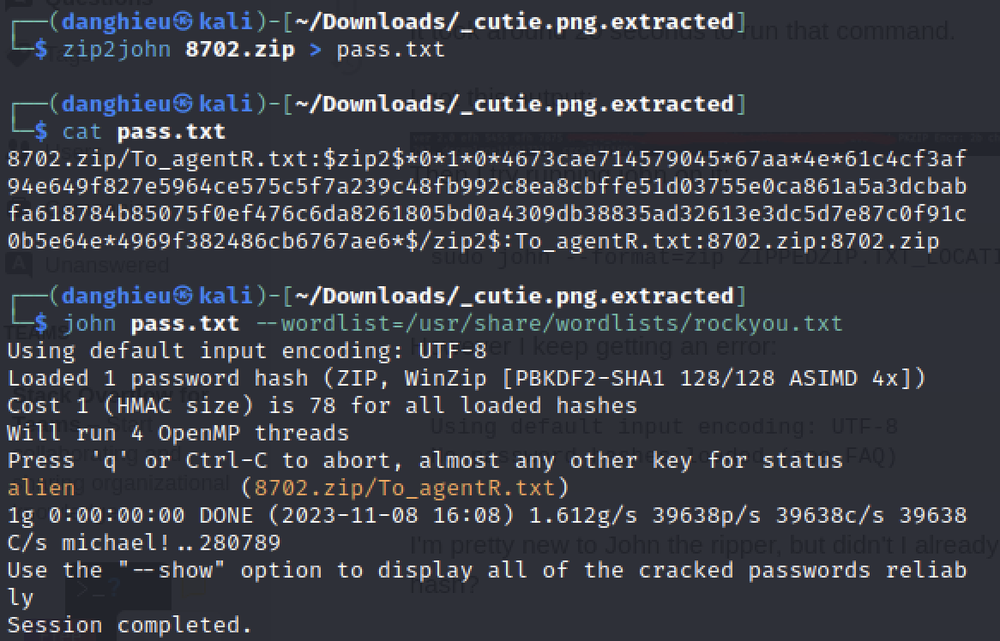 ┌──(danghieu㉿kali)-[~/Downloads/_cutie.png.extracted]
└─$ zip2john 8702.zip > pass.txt
┌──(danghieu㉿kali)-[~/Downloads/_cutie.png.extracted]
└─$ cat pass.txt
8702.zip/To_agentR.txt:$zip2$*0*1*0*4673cae714579045*67aa*4e*61c4cf3af
94e649f827e5964ce575c5f7a239c48fb992c8ea8cbffe51d03755e0ca861a5a3dcbab
fa618784b85075f0ef476c6da8261805bd0a4309db38835ad32613e3dc5d7e87c0f91c
0b5e64e*4969f382486cb6767ae6*$/zip2$:To_agentR.txt:8702.zip:8702.zip
┌──(danghieu㉿kali)-[~/Downloads/_cutie.png.extracted]
└─$ john pass.txt --wordlist=/usr/share/wordlists/rockyou.txt
Using default input encoding: UTF-8
Loaded 1 password hash (ZIP, WinZip [PBKDF2-SHA1 128/128 ASIMD 4x])
Cost 1 (HMAC size) is 78 for all loaded hashes
Will run 4 OpenMP threads
Press 'q' or Ctrl-C to abort, almost any other key for status
alien            (8702.zip/To_agentR.txt)
1g 0:00:00:00 DONE (2023-11-08 16:08) 1.612g/s 39638p/s 39638c/s 39638
C/s michael!..280789
Use the "--show" option to display all of the cracked passwords reliab
ly
Session completed.